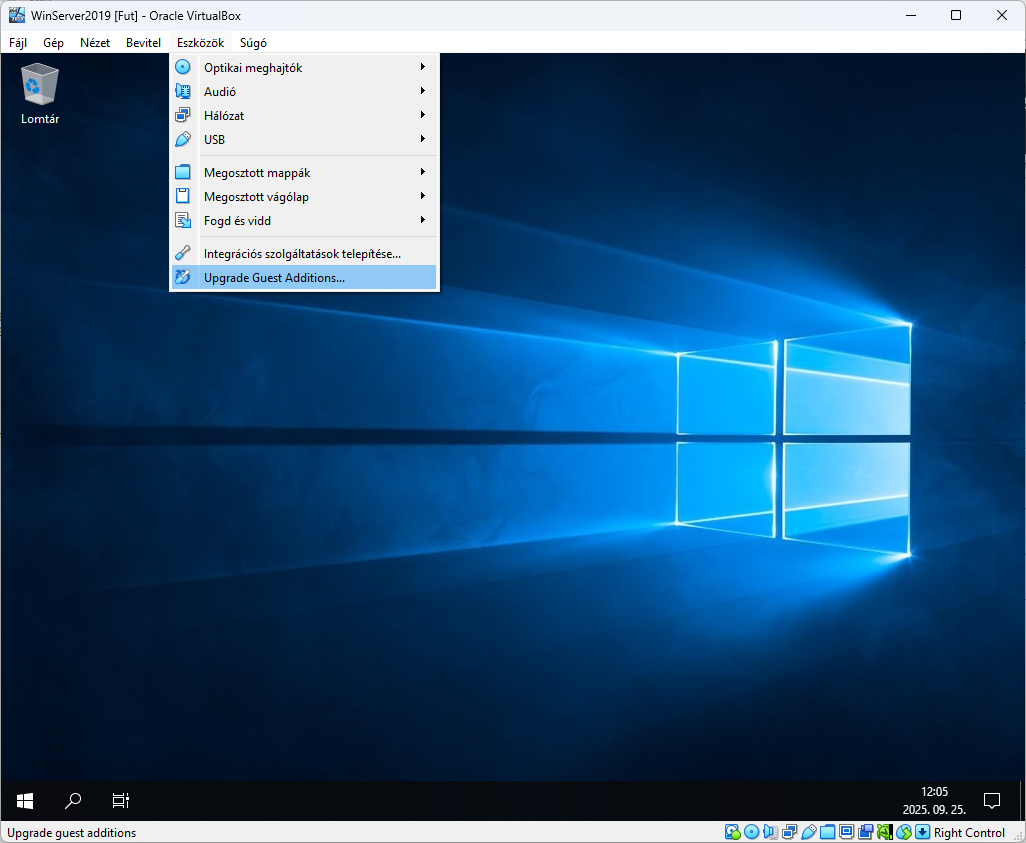 WinServer2019 [Fut] - Oracle VirtualBox
Fájl Gép Nézet Bevitel Eszközök Súgó
Lomtár
Optikai meghajtók
Audió
Hálózat
USB
Megosztott mappák
Megosztott vágólap
Fogd és vidd
Integrációs szolgáltatások telepítése...
Upgrade Guest Additions...
12:05
2025. 09. 25.
Upgrade guest additions
Right Control